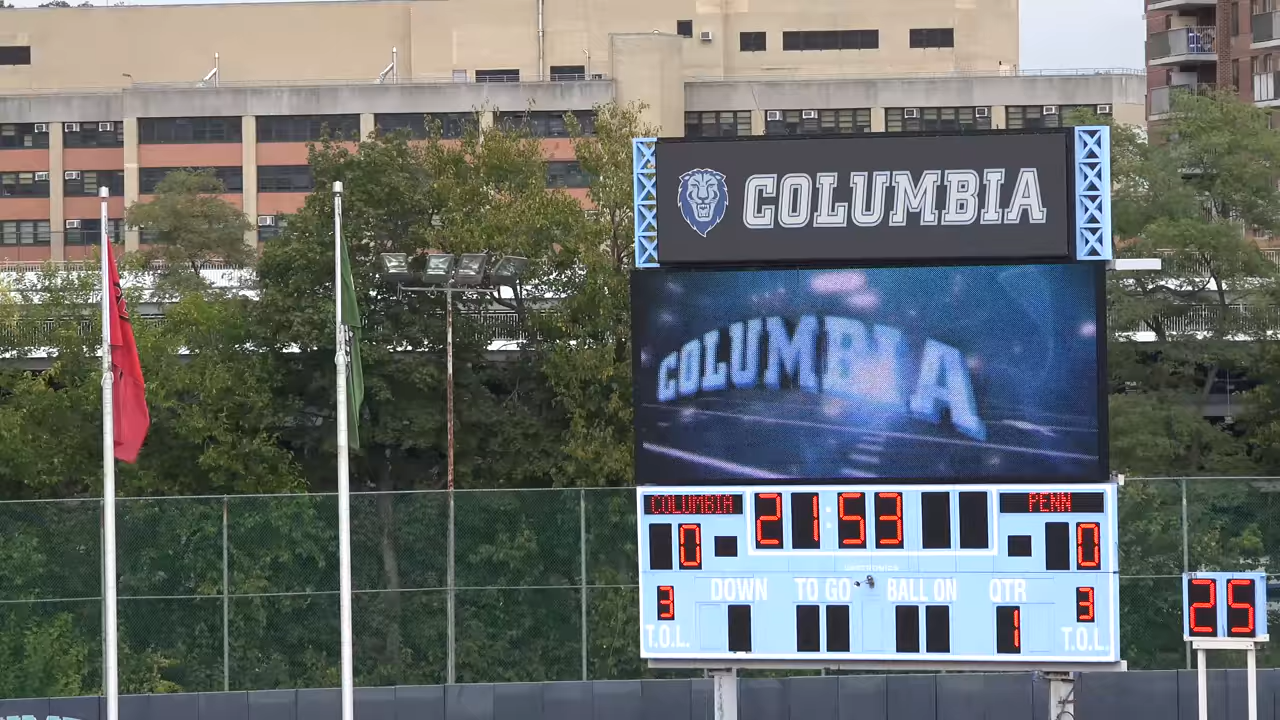 COLUMBIA
COLUMBIA
COLUMBIA 21:53 PENN
0 0
DOWN TO GO BALL ON QTR
3 1 3
T.O.L. T.O.L.
25